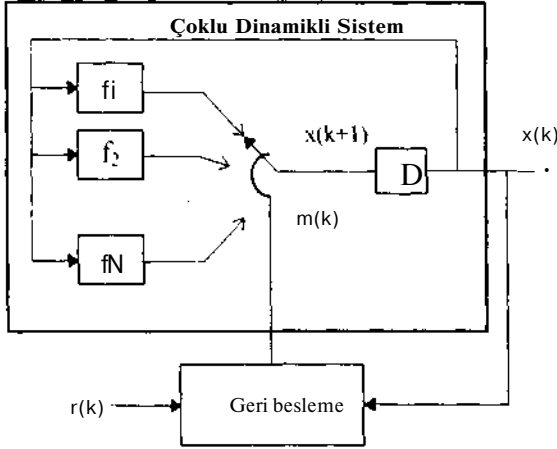 Çoklu Dinamikli Sistem
fi
x(k+1)
x(k)
f2
D
m(k)
fN
Geri besleme
r(k)